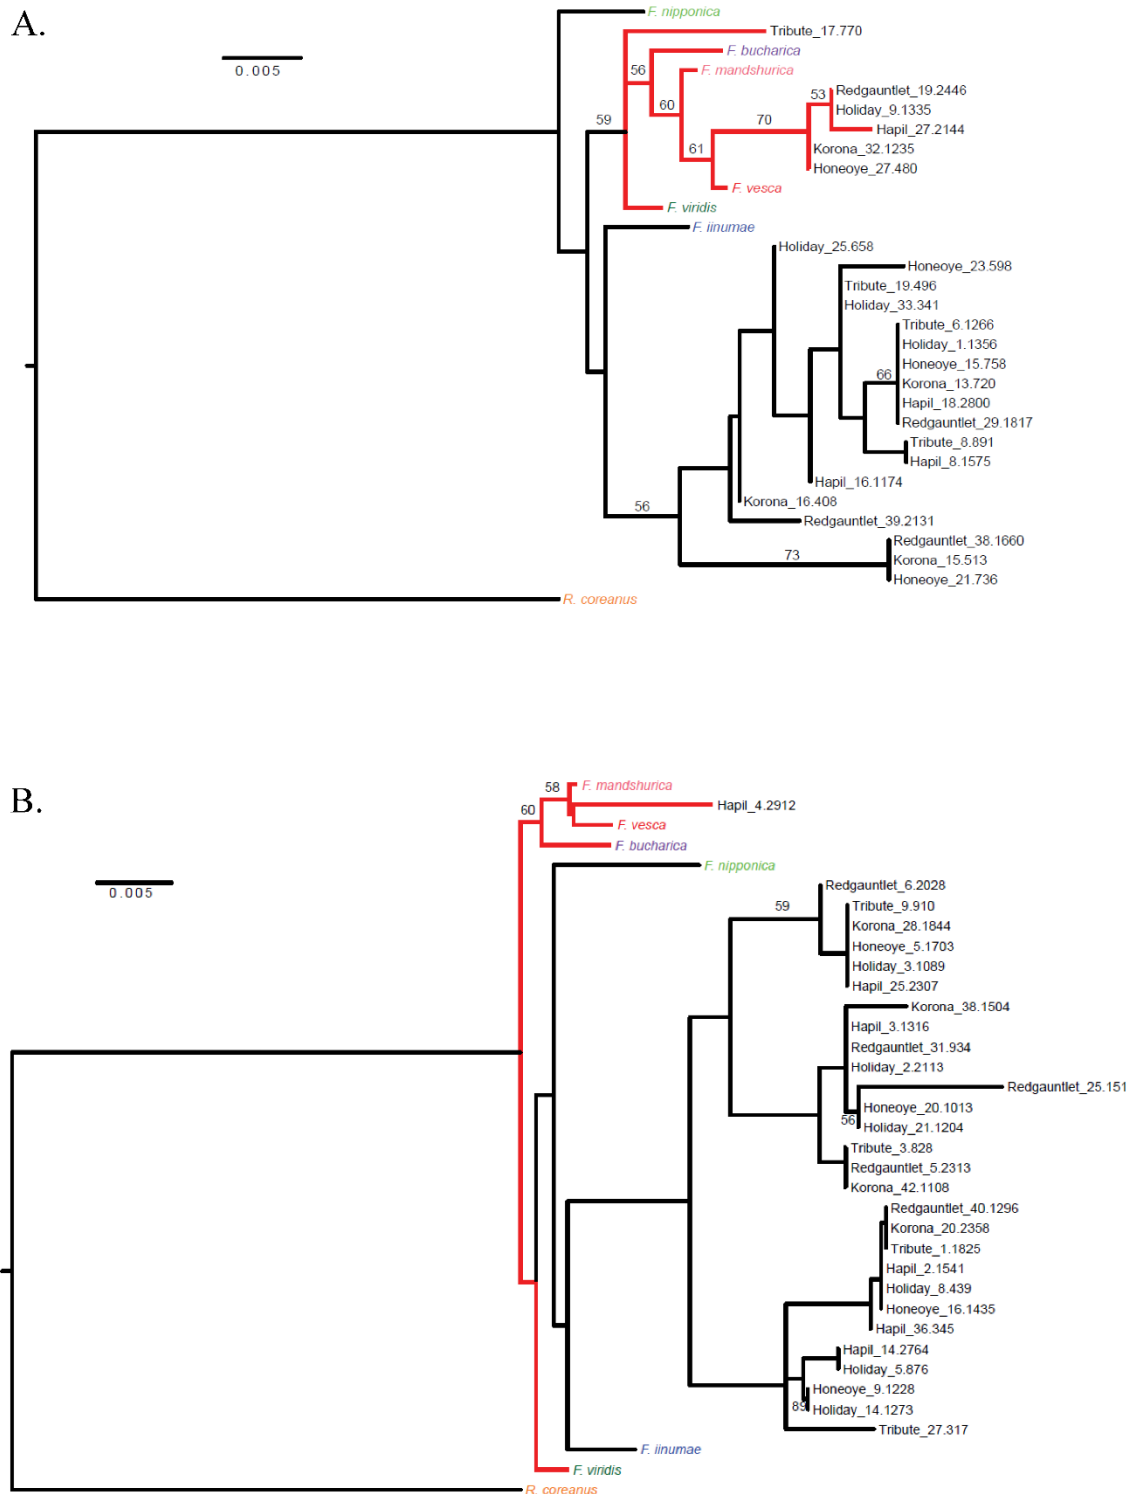 A.
F. nipponica
Tribute_17.770
F. bucharica
56
F. mandshurica
0.005
Redgauntlet_19.2446
53
60
Holiday_9.1335
59
70
Hapil_27.2144
61
Korona_32.1235
Honeoye_27.480
F. vesca
F. viridis
F. iinumae
Holiday_25.658
Honeoye_23.598
Tribute_19.496
Holiday_33.341
Tribute_6.1266
Holiday_1.1356
Honeoye_15.758
66
Korona_13.720
Hapil_18.2800
Redgauntlet_29.1817
Tribute_8.891
Hapil_8.1575
Hapil_16.1174
Korona_16.408
56
Redgauntlet_39.2131
Redgauntlet_38.1660
73
Korona_15.513
Honeoye_21.736
R. coreanus
B.
F. mandshurica
58
Hapil_4.2912
60
F. vesca
F. bucharica
F. nipponica
0.005
Redgauntlet_6.2028
59
Tribute_9.910
Korona_28.1844
Honeoye_5.1703
Holiday_3.1089
Hapil_25.2307
Korona_38.1504
Hapil_3.1316
Redgauntlet_31.934
Holiday_2.2113
Redgauntlet_25.151
Honeoye_20.1013
56
Holiday_21.1204
Tribute_3.828
Redgauntlet_5.2313
Korona_42.1108
Redgauntlet_40.1296
Korona_20.2358
Tribute_1.1825
Hapil_2.1541
Holiday_8.439
Honeoye_16.1435
Hapil_36.345
Hapil_14.2764
Holiday_5.876
Honeoye_9.1228
89
Holiday_14.1273
Tribute_27.317
F. iinumae
F. viridis
R. coreanus